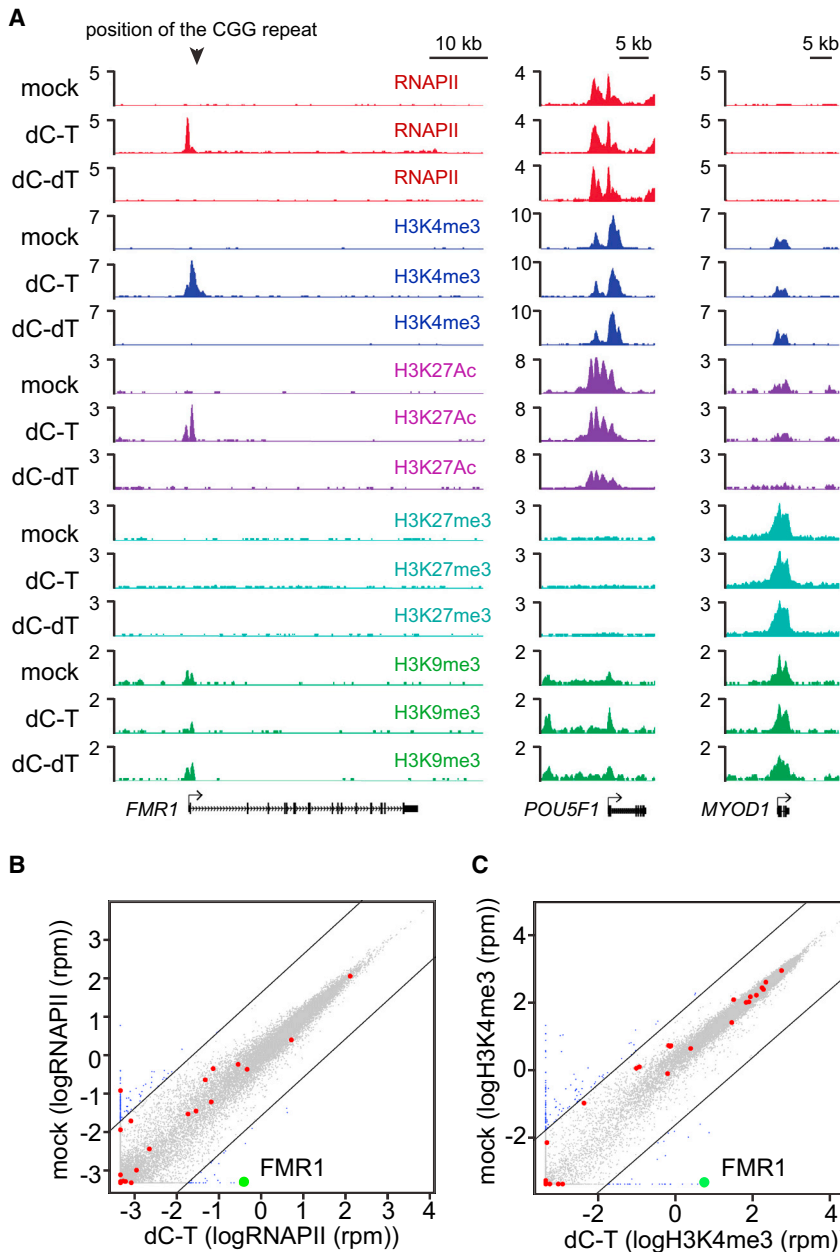 A
position of the CGG repeat
10 kb
5 kb
5 kb
mock 5 RNAPII 4 5
dC-T 5 RNAPII 4 5
dC-dT 5 RNAPII 4 5
mock 7 H3K4me3 10 7
dC-T 7 H3K4me3 10 7
dC-dT 7 H3K4me3 10 7
mock 3 H3K27Ac 8 3
dC-T 3 H3K27Ac 8 3
dC-dT 3 H3K27Ac 8 3
mock 3 H3K27me3 3 3
dC-T 3 H3K27me3 3 3
dC-dT 3 H3K27me3 3 3
mock 2 H3K9me3 2 2
dC-T 2 H3K9me3 2 2
dC-dT 2 H3K9me3 2 2
FMR1 POU5F1 MYOD1
B
mock (logRNAPII (rpm))
3
2
1
0
-1
-2
-3
FMR1
-3 -2 -1 0 1 2 3 4
dC-T (logRNAPII (rpm))
C
mock (logH3K4me3 (rpm))
4
2
0
-2
FMR1
-2 0 2 4
dC-T (logH3K4me3 (rpm)